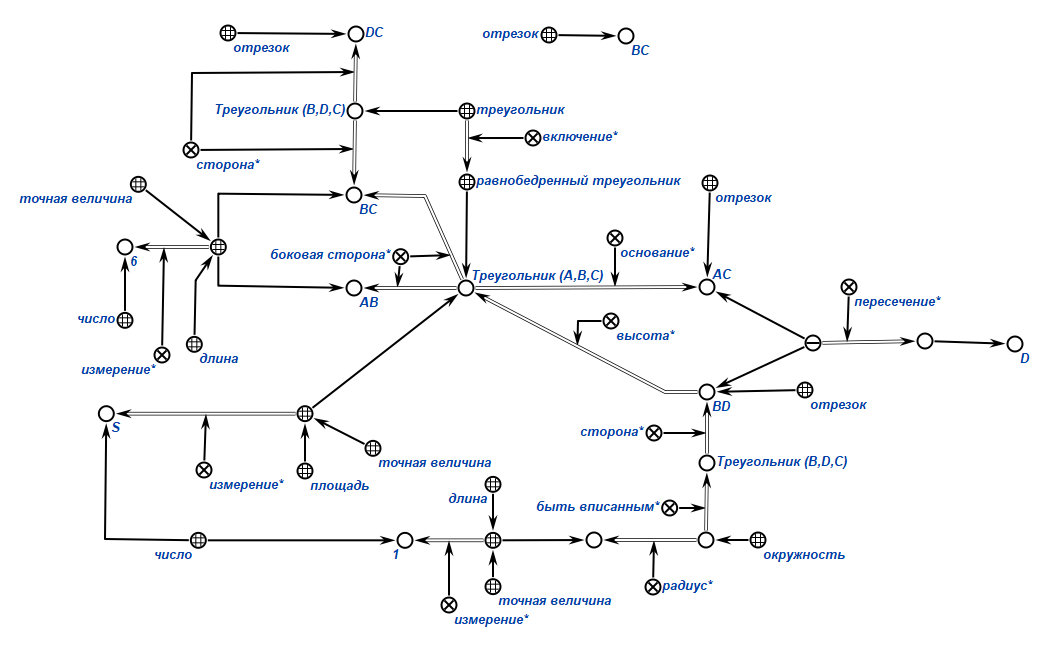 DC
отрезок
отрезок
BC
Треугольник (B,D,C)
треугольник
включение*
сторона*
точная величина
равнобедренный треугольник
отрезок
BC
6
боковая сторона*
основание*
Треугольник (A,B,C)
AC
AB
пересечение*
число
высота*
длина
измерение*
D
BD
отрезок
S
сторона*
точная величина
Треугольник (B,D,C)
измерение*
площадь
длина
быть вписанным*
число
1
окружность
радиус*
точная величина
измерение*